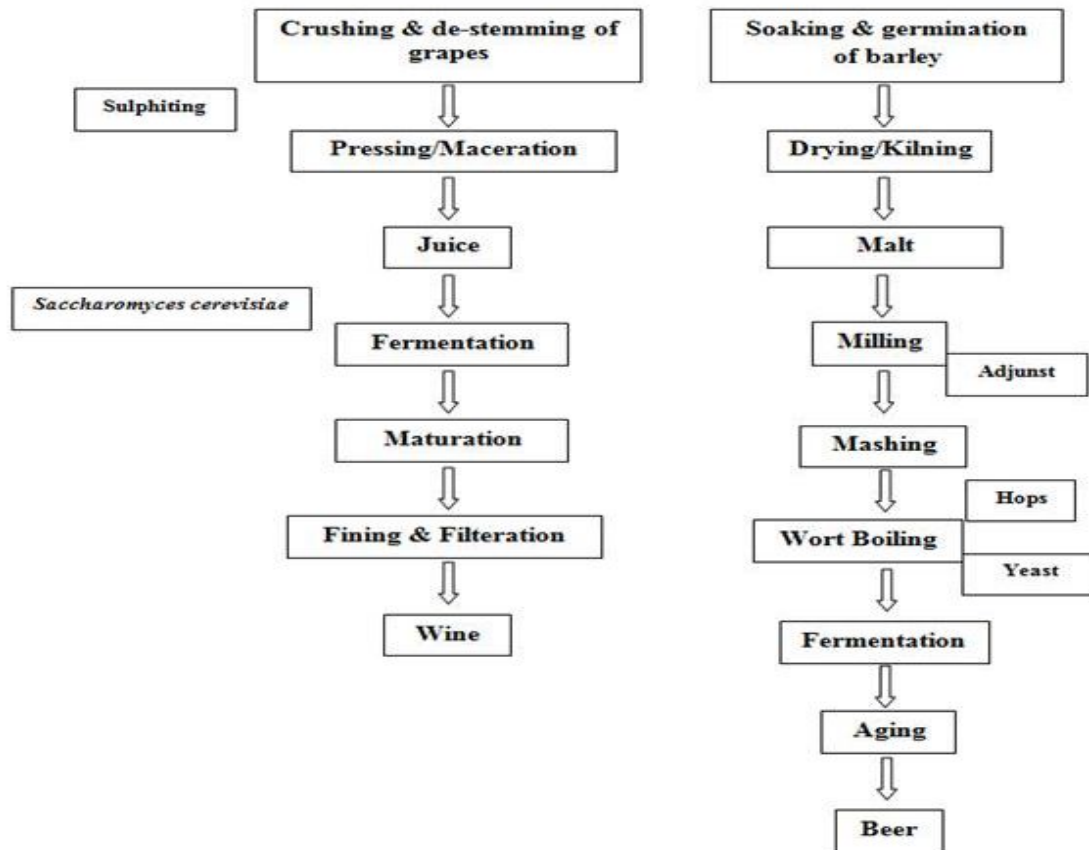 Crushing & de-stemming of
grapes
Sulphiting
Pressing/Maceration
Juice
Saccharomyces cerevisiae
Fermentation
Maturation
Fining & Filteration
Wine
Soaking & germination
of barley
Drying/Kilning
Malt
Milling
Adjunst
Mashing
Hops
Wort Boiling
Yeast
Fermentation
Aging
Beer